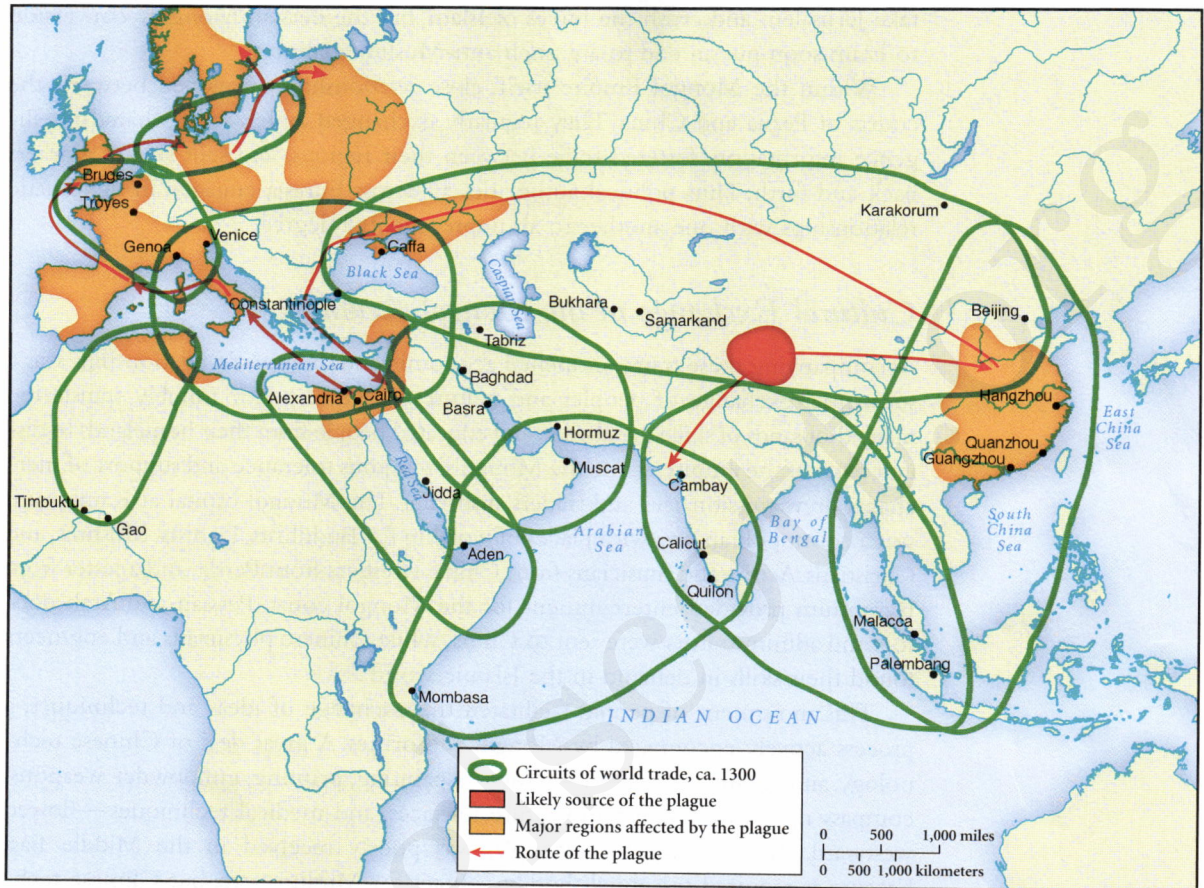 Bruges
Troyes
Genoa
Venice
Caffa
Black Sea
Caspian Sea
Constantinople
Karakorum
Bukhara
Samarkand
Beijing
Tabriz
Mediterranean Sea
Baghdad
Alexandria
Cairo
Basra
Hormuz
Hangzhou
East
China
Sea
Quanzhou
Guangzhou
Muscat
Cambay
Red Sea
Jidda
Timbuktu
Gao
Arabian
Sea
Bay of
Bengal
South
China
Sea
Aden
Calicut
Quilon
Malacca
Palembang
Mombasa
INDIAN OCEAN
Circuits of world trade, ca. 1300
Likely source of the plague
Major regions affected by the plague
Route of the plague
0 500 1,000 miles
0 500 1,000 kilometers